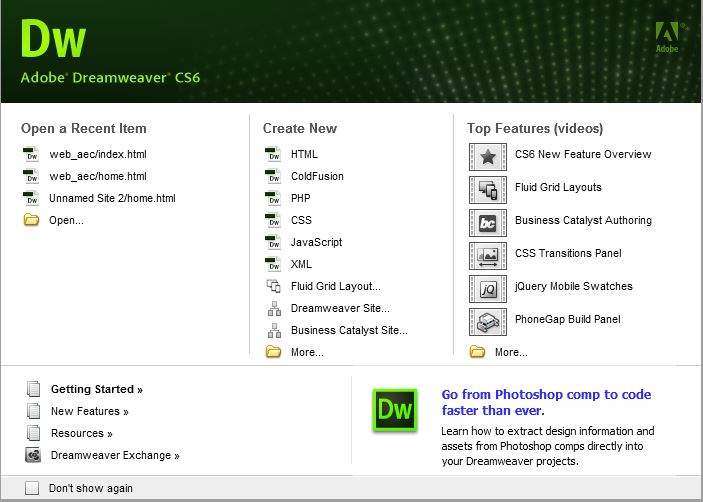 Dw
Adobe
Adobe® Dreamweaver® CS6
Open a Recent Item
web_aec/index.html
web_aec/home.html
Unnamed Site 2/home.html
Open...
Create New
HTML
ColdFusion
PHP
CSS
JavaScript
XML
Fluid Grid Layout...
Dreamweaver Site...
Business Catalyst Site...
More...
Top Features (videos)
CS6 New Feature Overview
Fluid Grid Layouts
bc
Business Catalyst Authoring
CSS Transitions Panel
jQ
jQuery Mobile Swatches
PhoneGap Build Panel
More...
Getting Started »
New Features »
Resources »
Dreamweaver Exchange »
Dw
Go from Photoshop comp to code
faster than ever.
Learn how to extract design information and
assets from Photoshop comps directly into
your Dreamweaver projects.
Don't show again